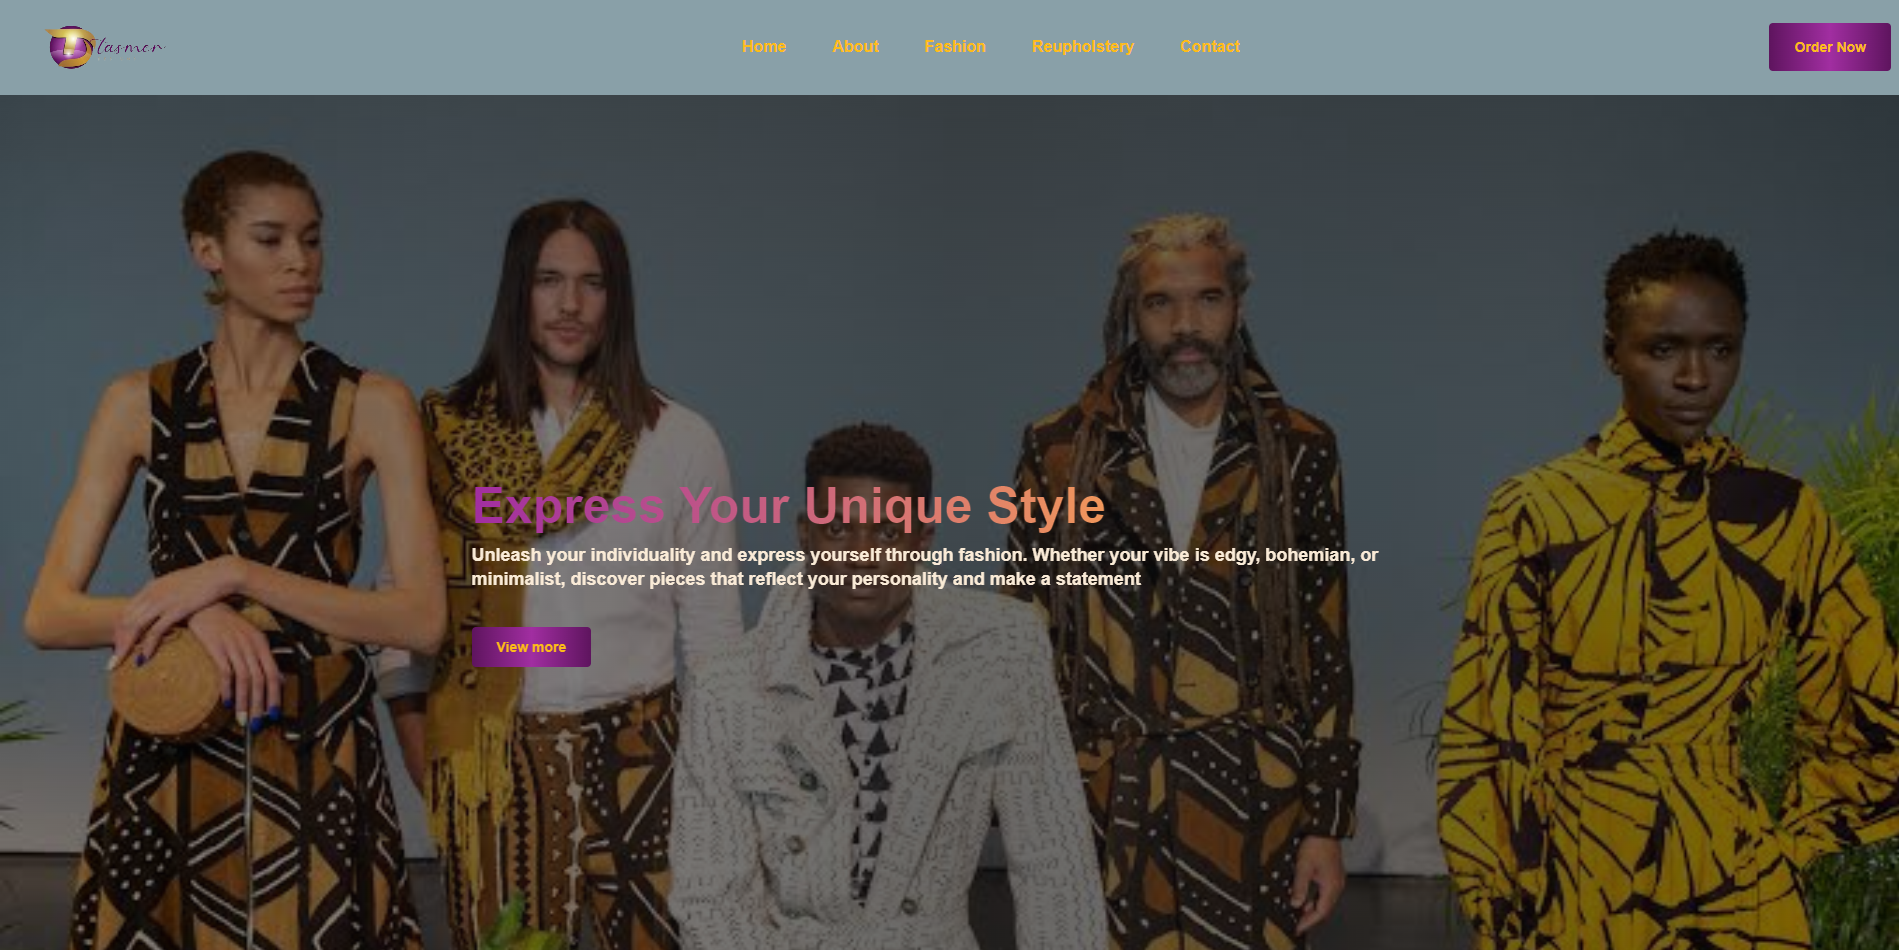 Home About Fashion Reupholstery Contact Order Now
Express Your Unique Style
Unleash your individuality and express yourself through fashion. Whether your vibe is edgy, bohemian, or
minimalist, discover pieces that reflect your personality and make a statement
View more